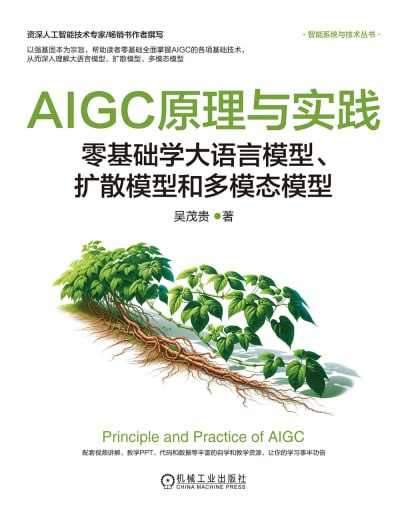 资深人工智能技术专家/畅销书作者撰写
•智能系统与技术丛书•
以强基固本为宗旨，帮助读者零基础全面掌握AIGC的各项基础技术，
从而深入理解大语言模型、扩散模型、多模态模型
AIGC原理与实践
零基础学大语言模型、
扩散模型和多模态模型
吴茂贵●著
Principle and Practice of AIGC
配套视频讲解、教学PPT、代码和数据等丰富的自学和教学资源，让你的学习事半功倍
机械工业出版社
CHINA MACHINE PRESS